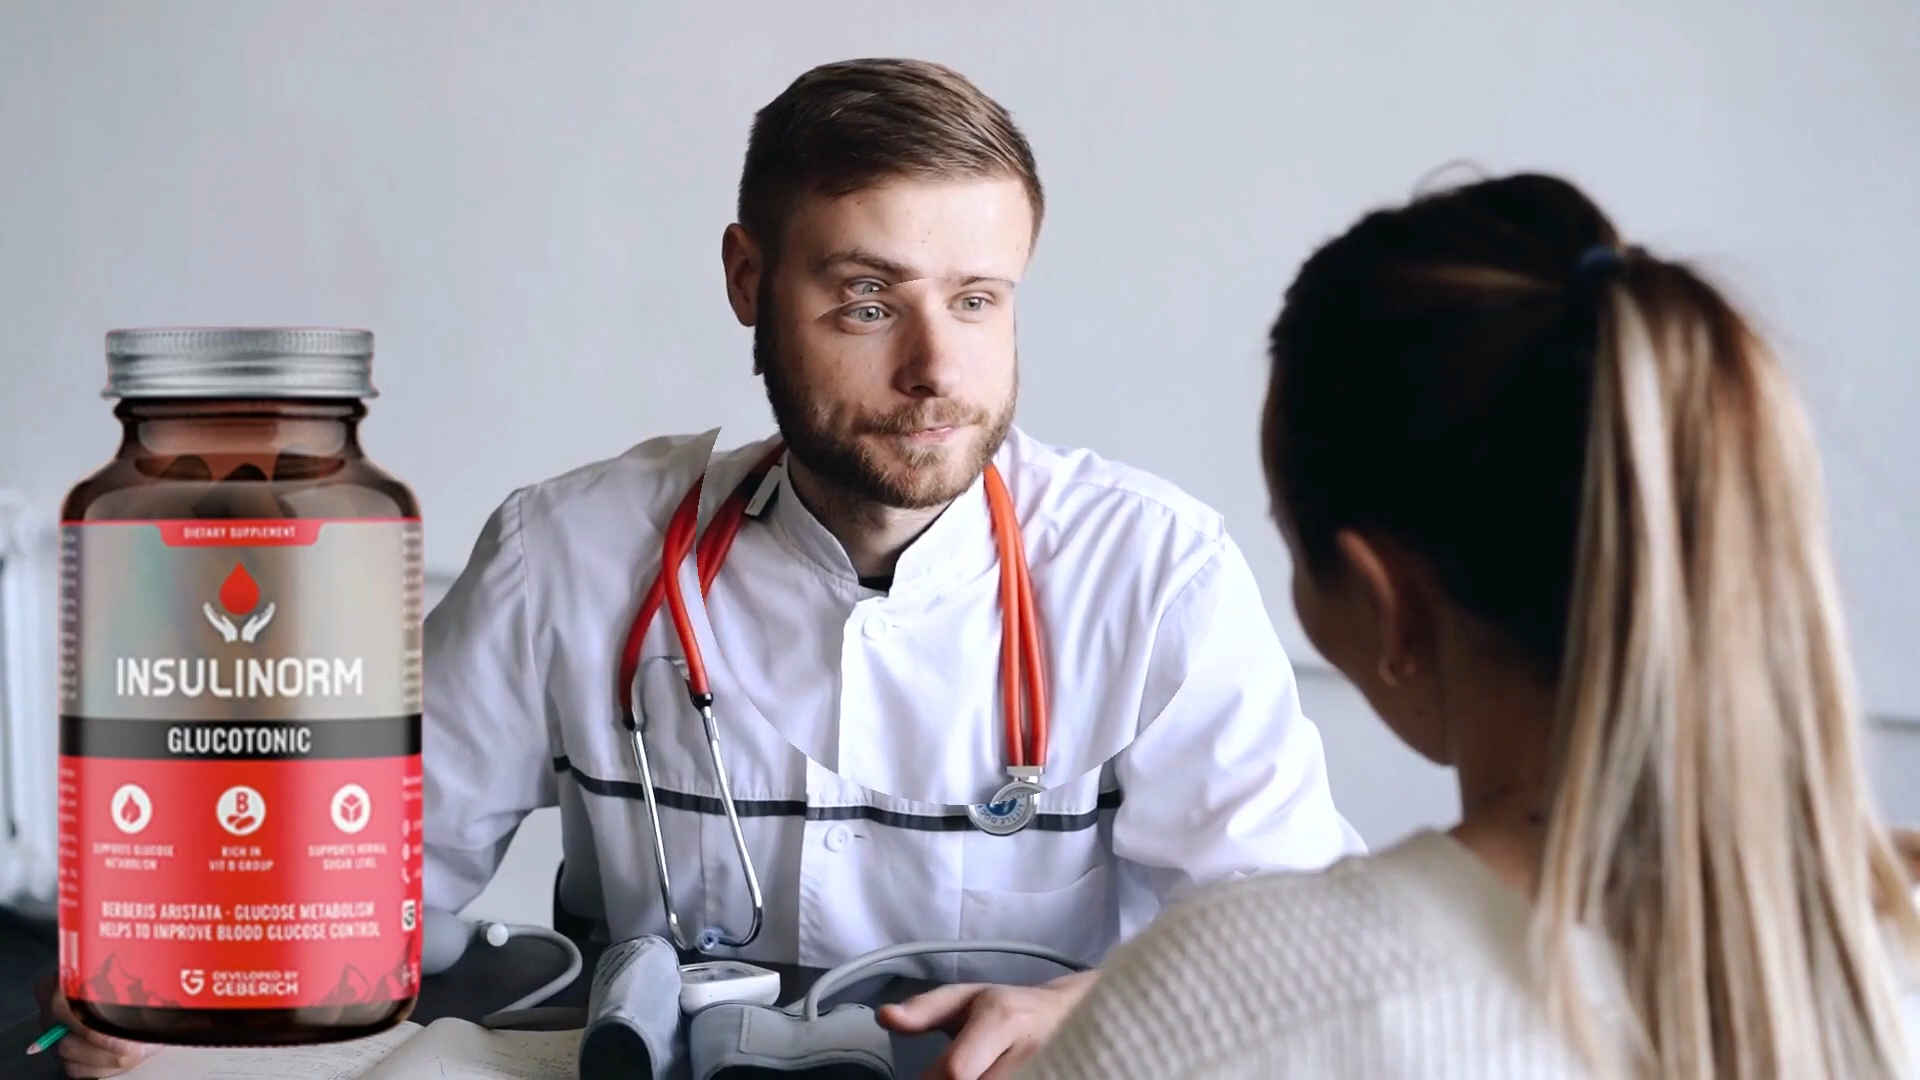 DIETARY SUPPLEMENT
INSULINORM
GLUCOTONIC
B
SUPPORTS GLUCOSE
METABOLISM
RICH IN
VIT B GROUP
SUPPORTS NORMAL
SUGAR LEVEL
BERBERIS ARISTATA - GLUCOSE METABOLISM
HELPS TO IMPROVE BLOOD GLUCOSE CONTROL
DEVELOPED BY
GEBERICH